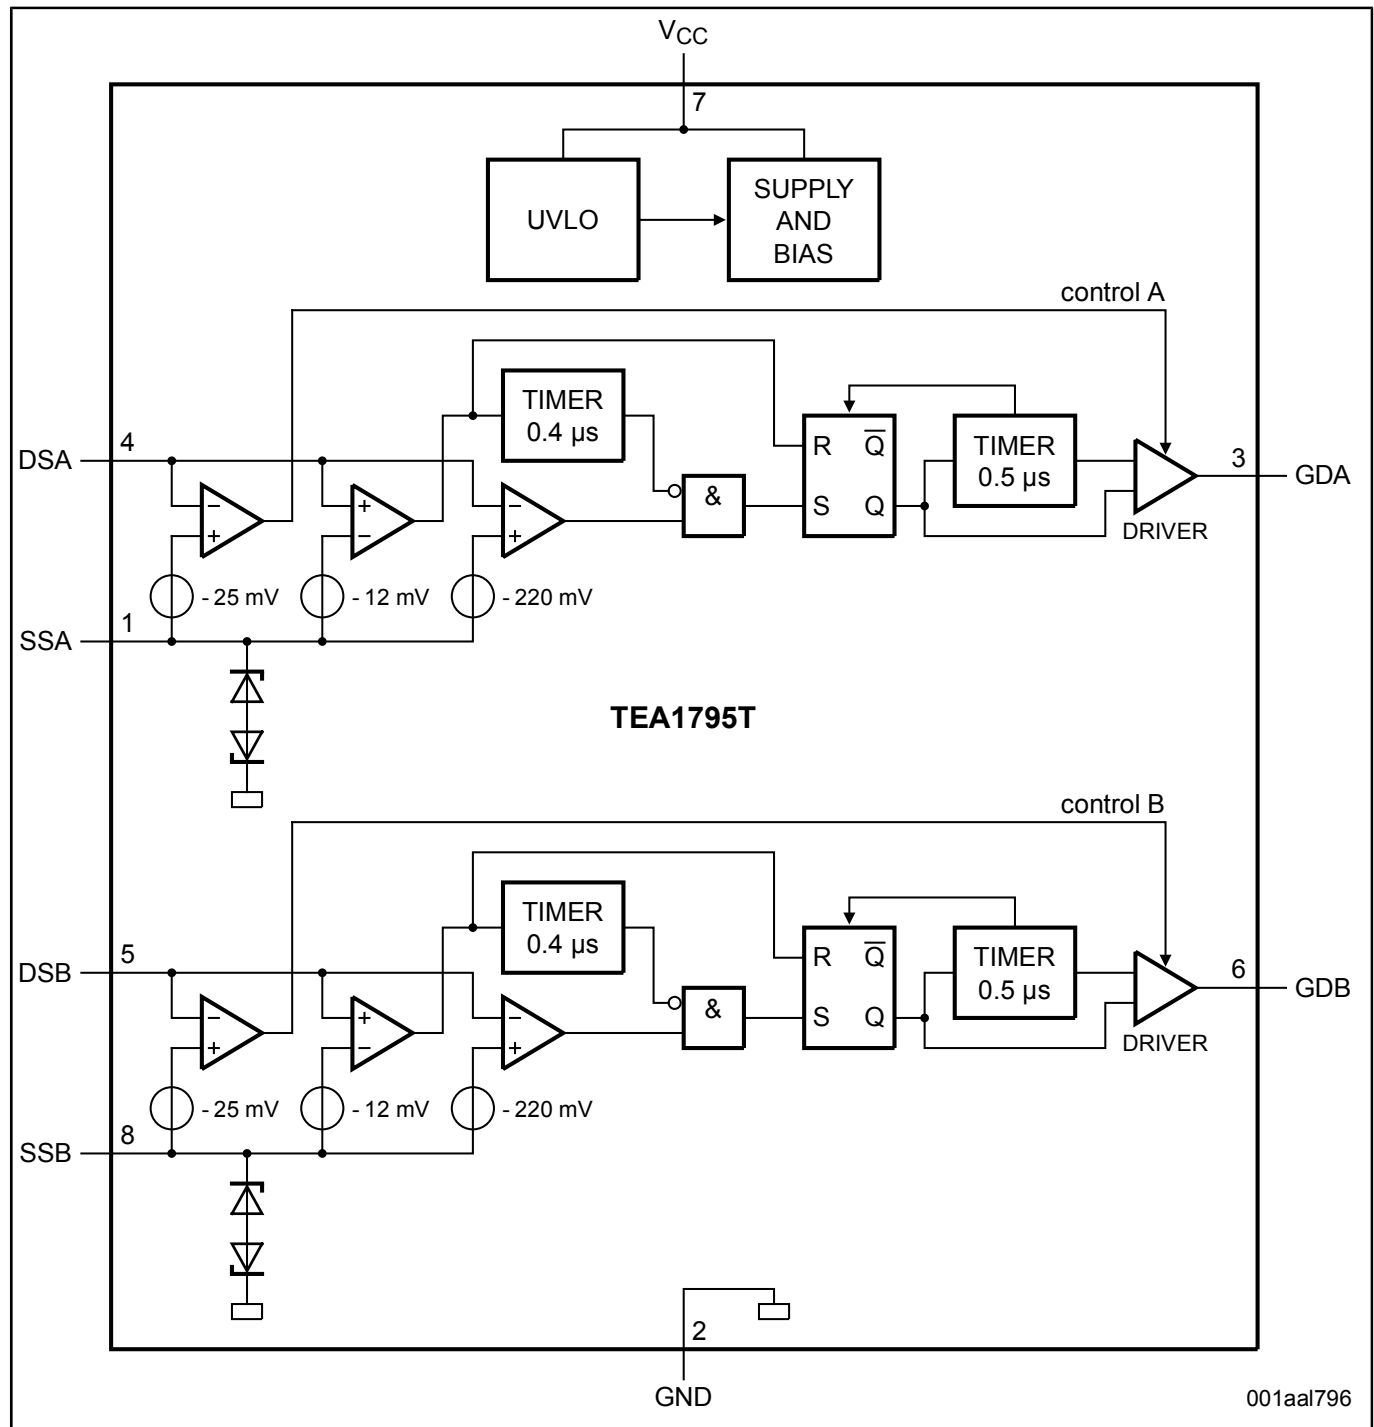 VCC
7
UVLO
SUPPLY
AND
BIAS
control A
TIMER
0.4 µs
R
Q
TIMER
0.5 µs
DSA
4
-
+
+
-
-
+
&
S
Q
DRIVER
3
GDA
- 25 mV
- 12 mV
- 220 mV
SSA
1
TEA1795T
control B
TIMER
0.4 µs
R
Q
TIMER
0.5 µs
DSB
5
-
+
+
-
-
+
&
S
Q
DRIVER
6
GDB
- 25 mV
- 12 mV
- 220 mV
SSB
8
2
GND
001aal796